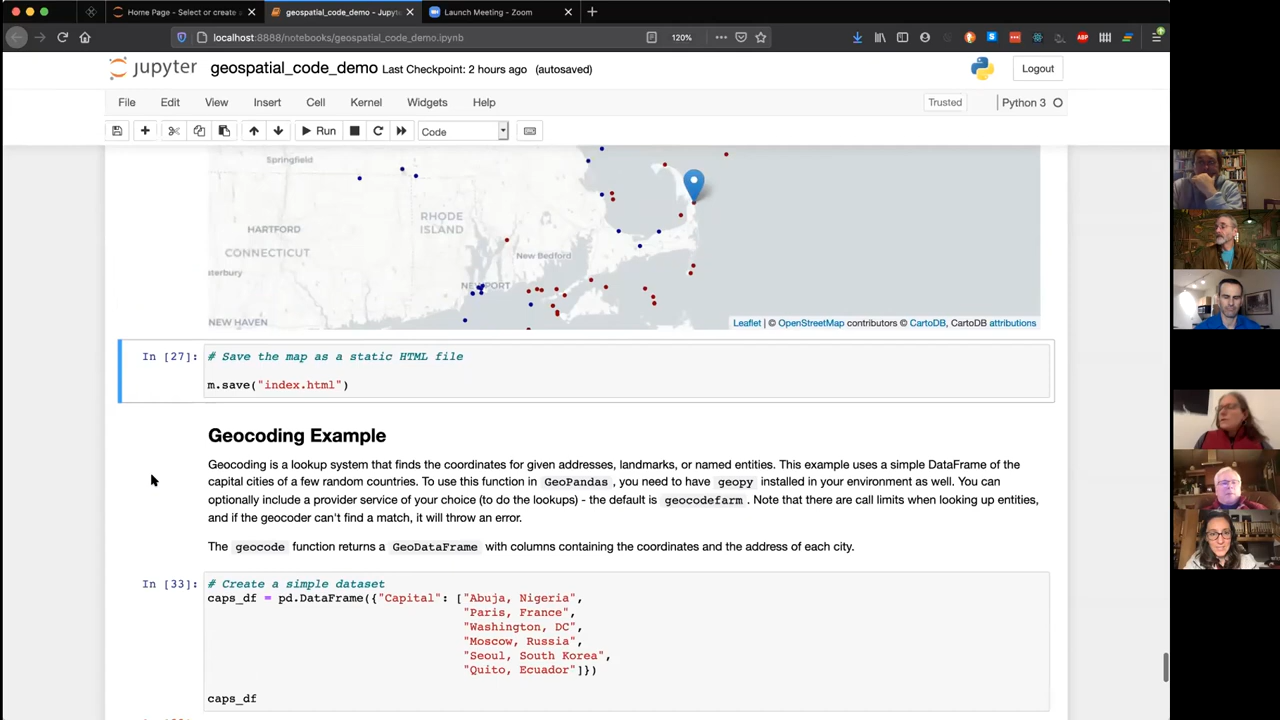 Home Page - Select or create a
geospatial_code_demo - Jupyte
Launch Meeting - Zoom
localhost:8888/notebooks/geospatial_code_demo.ipynb
120%
ABP
jupyter
geospatial_code_demo Last Checkpoint: 2 hours ago (autosaved)
Logout
File Edit View Insert Cell Kernel Widgets Help
Trusted
Python 3
Run
Code
Springfield
HARTFORD
CONNECTICUT
terbury
RHODE
ISLAND
New Bedford
NEWPORT
NEW HAVEN
Leaflet | © OpenStreetMap contributors © CartoDB, CartoDB attributions
In [27]:
# Save the map as a static HTML file
m.save("index.html")
Geocoding Example
Geocoding is a lookup system that finds the coordinates for given addresses, landmarks, or named entities. This example uses a simple DataFrame of the
capital cities of a few random countries. To use this function in GeoPandas , you need to have geopy installed in your environment as well. You can
optionally include a provider service of your choice (to do the lookups) - the default is geocodefarm . Note that there are call limits when looking up entities,
and if the geocoder can't find a match, it will throw an error.
The geocode function returns a GeoDataFrame with columns containing the coordinates and the address of each city.
In [33]:
# Create a simple dataset
caps_df = pd.DataFrame({"Capital": ["Abuja, Nigeria",
"Paris, France",
"Washington, DC",
"Moscow, Russia",
"Seoul, South Korea",
"Quito, Ecuador"]})
caps_df